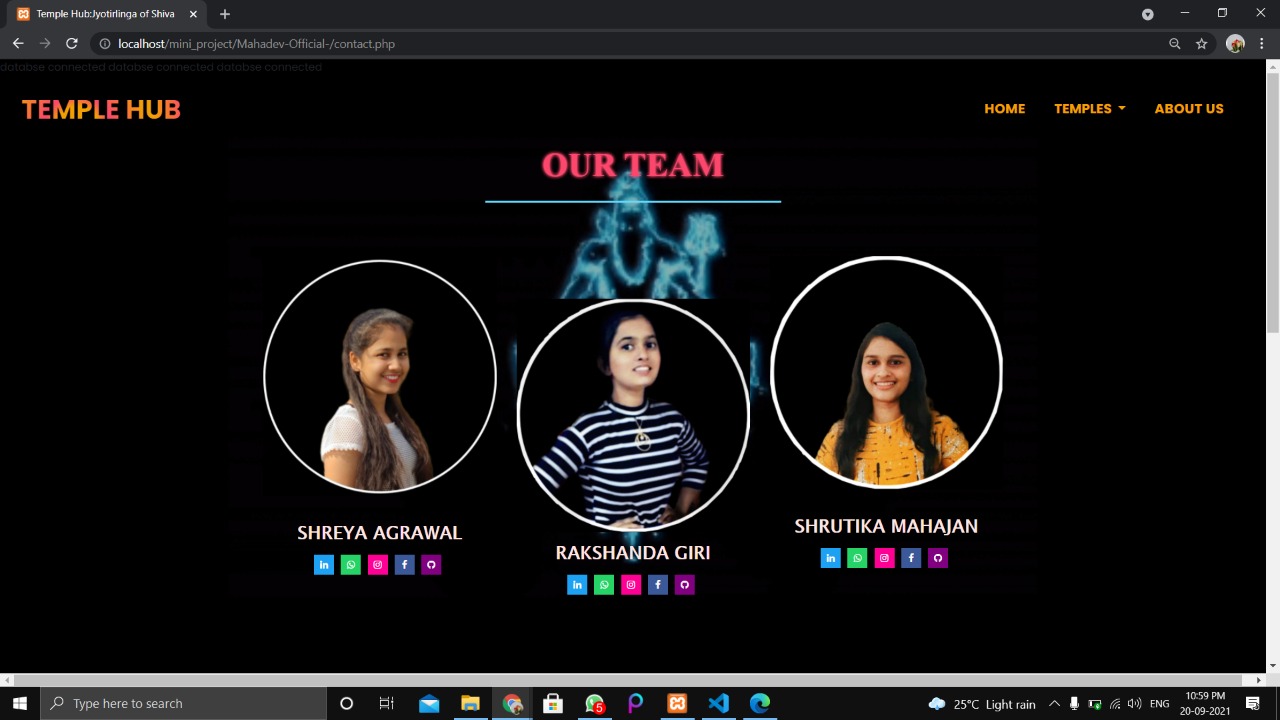 Temple Hub:Jyotirlinga of Shiva
localhost/mini_project/Mahadev-Official-/contact.php
databse connected databse connected databse connected
TEMPLE HUB
HOME TEMPLES ABOUT US
OUR TEAM
SHREYA AGRAWAL
RAKSHANDA GIRI
SHRUTIKA MAHAJAN
Type here to search
5
25°C Light rain
ENG
10:59 PM
20-09-2021